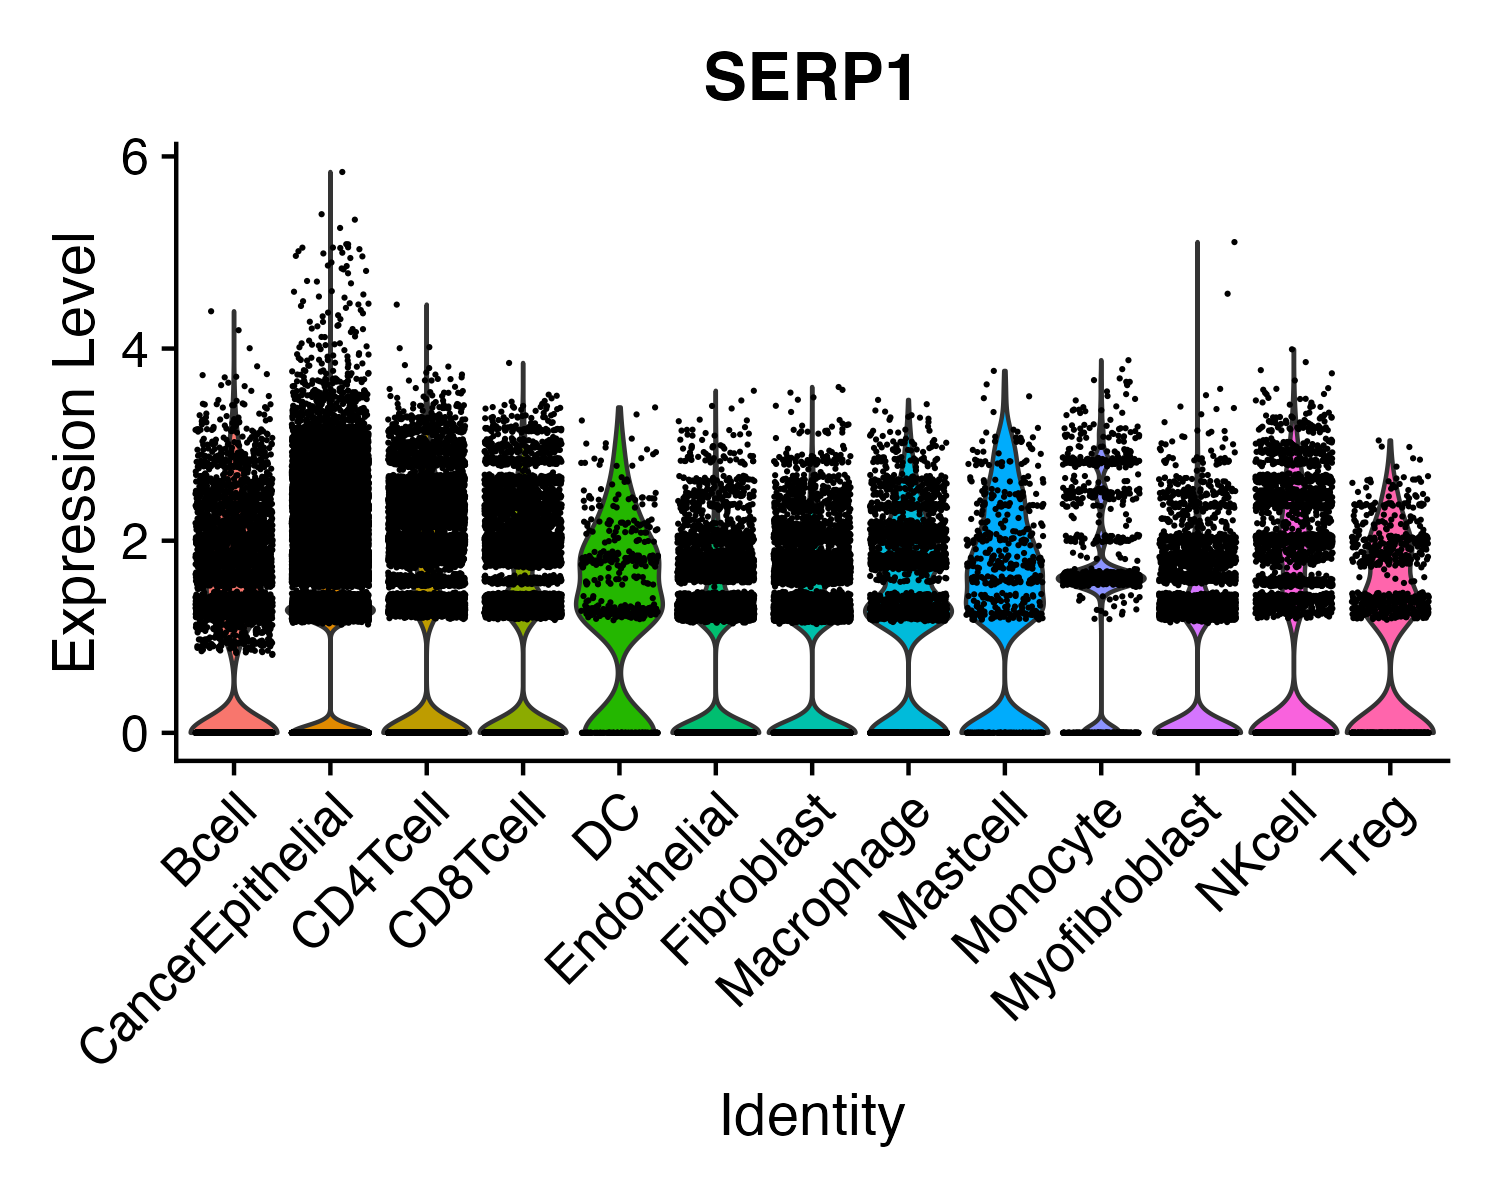 SERP1
Expression Level
6
4
2
0
Bcell
CancerEpithelial
CD4Tcell
CD8Tcell
DC
Endothelial
Fibroblast
Macrophage
Mastcell
Monocyte
Myofibroblast
NKcell
Treg
Identity